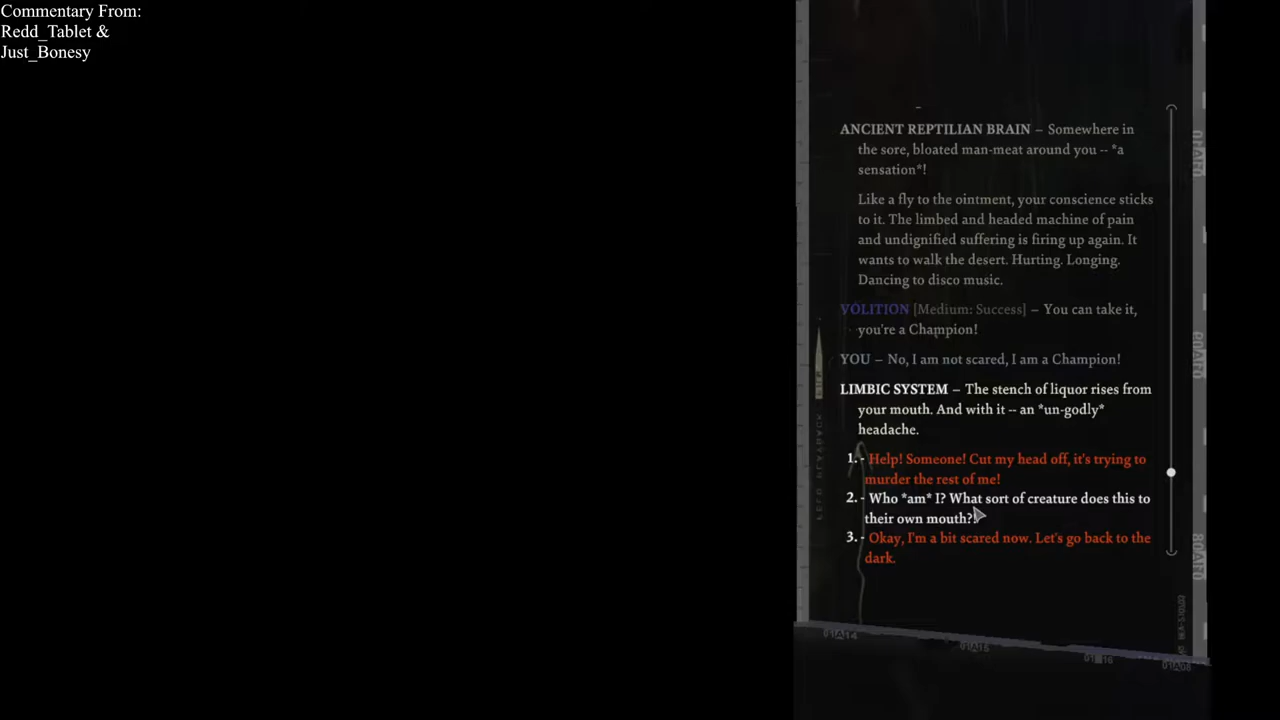 Commentary From:
Redd_Tablet &
Just_Bonesy
ANCIENT REPTILIAN BRAIN – Somewhere in
the sore, bloated man-meat around you -- *a
sensation*!
Like a fly to the ointment, your conscience sticks
to it. The limbed and headed machine of pain
and undignified suffering is firing up again. It
wants to walk the desert. Hurting. Longing.
Dancing to disco music.
VOLITION [Medium: Success] – You can take it,
you're a Champion!
YOU – No, I am not scared, I am a Champion!
LIMBIC SYSTEM – The stench of liquor rises from
your mouth. And with it -- an *un-godly*
headache.
1. - Help! Someone! Cut my head off, it's trying to
murder the rest of me!
2. - Who *am* I? What sort of creature does this to
their own mouth?!
3. - Okay, I'm a bit scared now. Let's go back to the
dark.
01A14
01A15